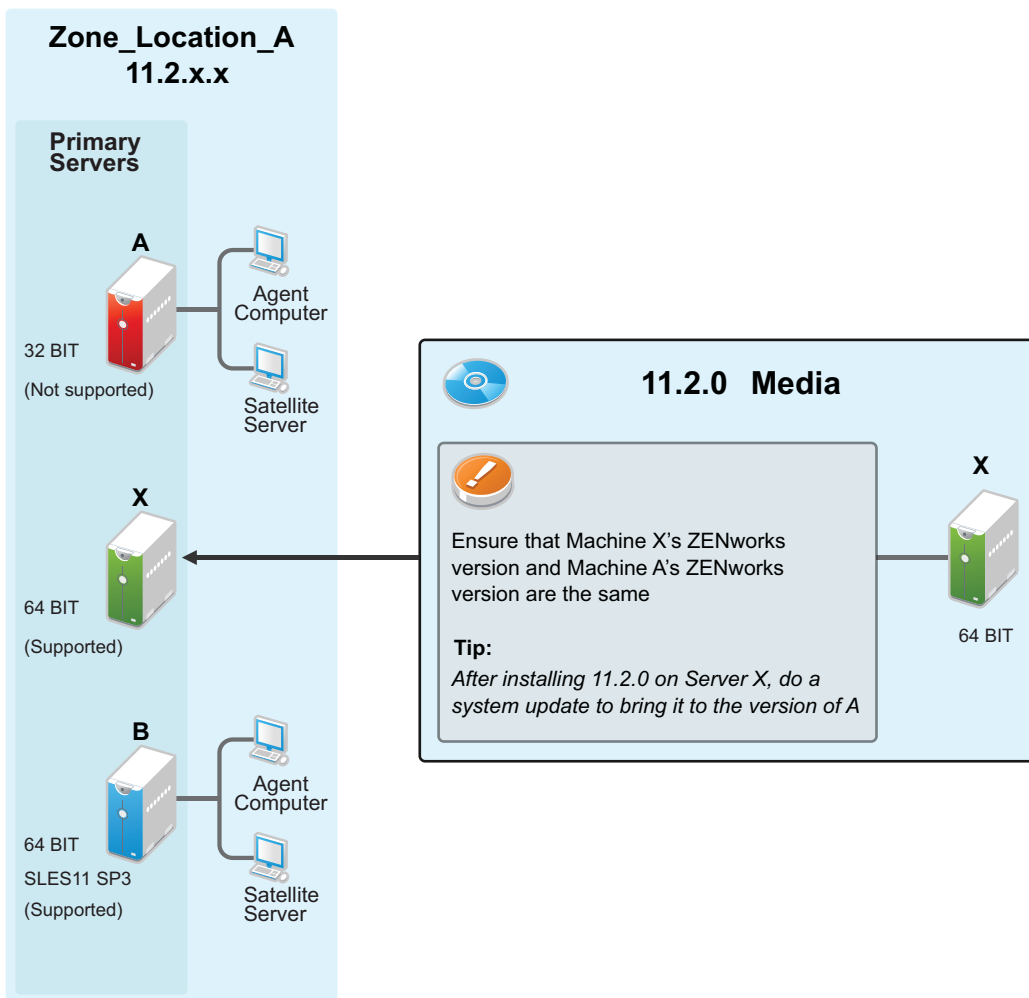 Zone_Location_A
11.2.x.x
Primary
Servers
A
Agent
Computer
32 BIT
(Not supported)
Satellite
Server
X
64 BIT
(Supported)
B
Agent
Computer
64 BIT
SLES11 SP3
(Supported)
Satellite
Server
11.2.0 Media
Ensure that Machine X's ZENworks
version and Machine A's ZENworks
version are the same
Tip:
After installing 11.2.0 on Server X, do a
system update to bring it to the version of A
X
64 BIT